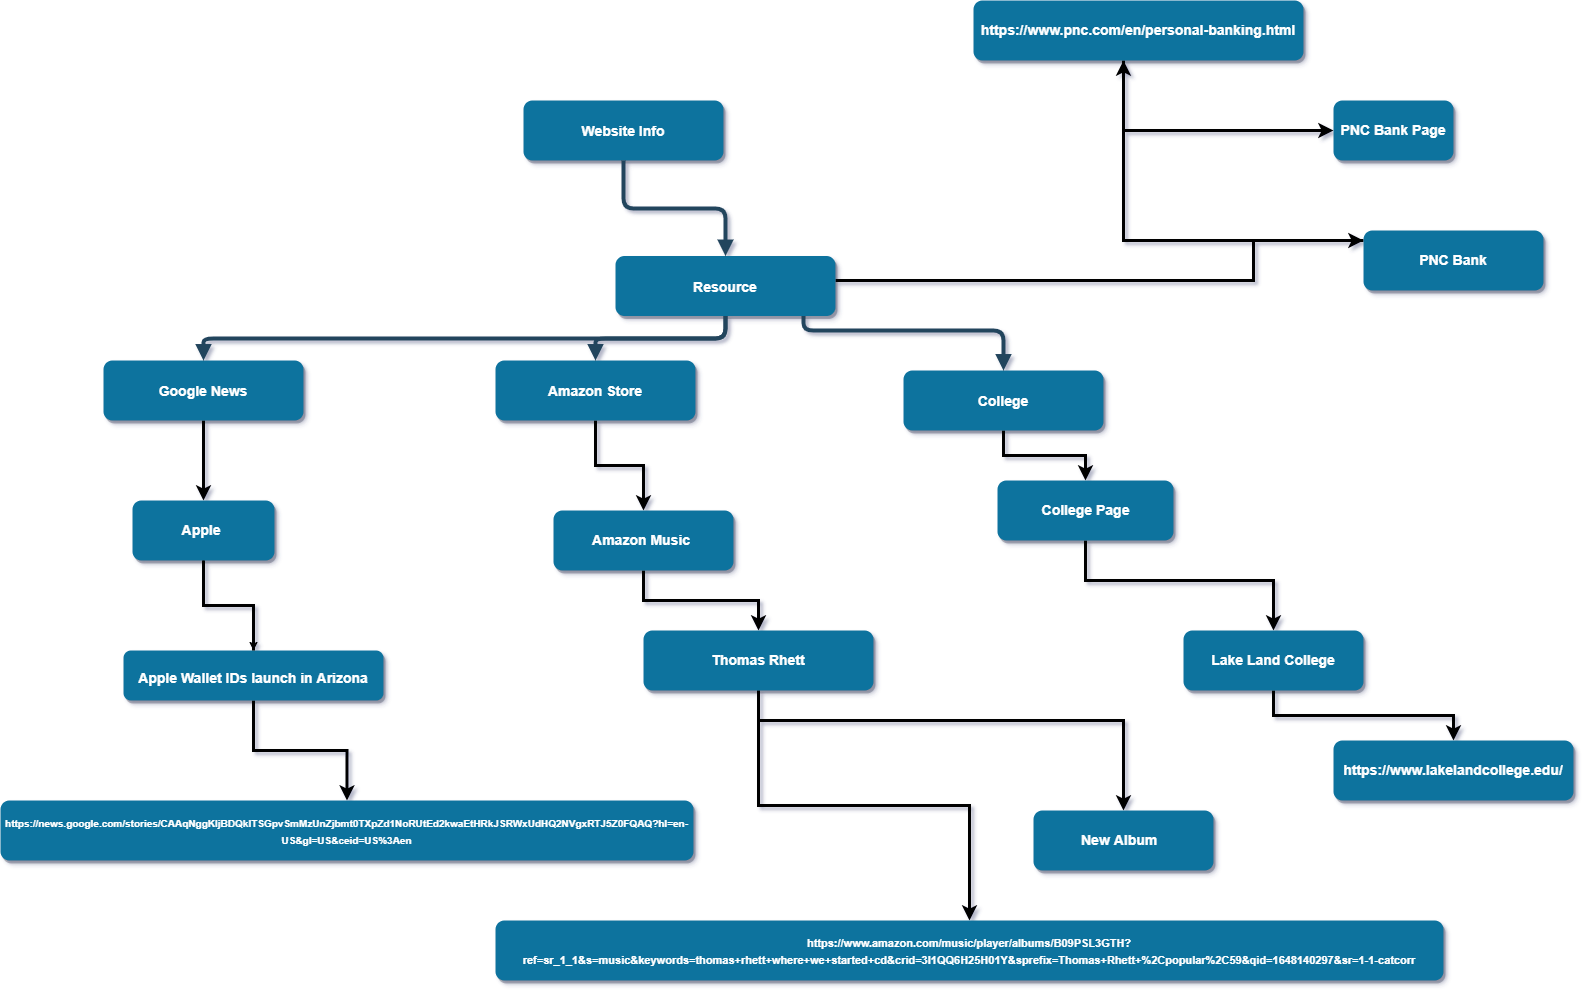 https://www.pnc.com/en/personal-banking.html
Website Info
PNC Bank Page
PNC Bank
Resource
Google News
Amazon Store
College
College Page
Apple
Amazon Music
Thomas Rhett
Lake Land College
Apple Wallet IDs launch in Arizona
https://www.lakelandcollege.edu/
https://news.google.com/stories/CAAqNggKIjBDQklTSGpvSmMzUnZjbmt0TXpZd1NoRUtEd2kwaEtHRkJSRWxUdHQ2NVgxRTJ5Z0FQAQ?hl=en-
US&gl=US&ceid=US%3Aen
New Album
https://www.amazon.com/music/player/albums/B09PSL3GTH?
ref=sr_1_1&s=music&keywords=thomas+rhett+where+we+started+cd&crid=3I1QQ6H25H01Y&sprefix=Thomas+Rhett+%2Cpopular%2C59&qid=1648140297&sr=1-1-catcorr